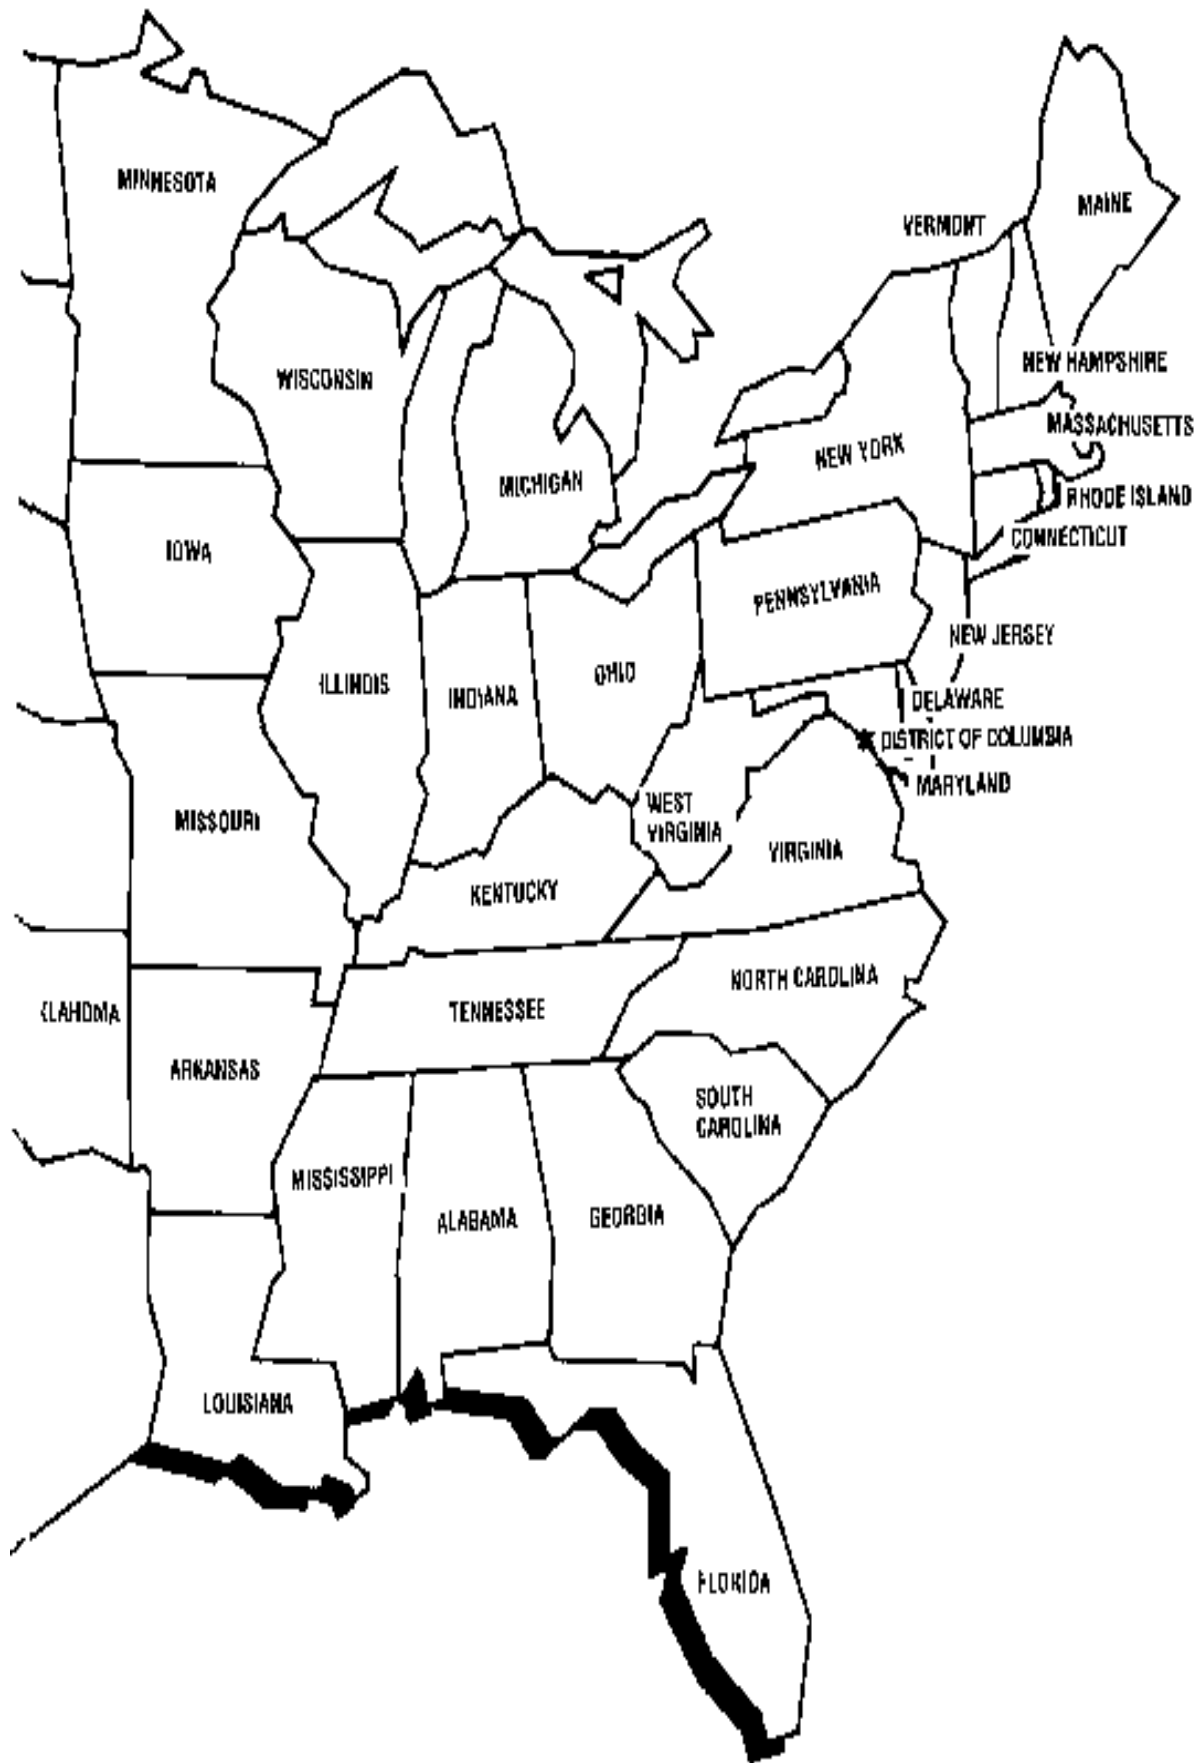 MINNESOTA
VERMONT
MAINE
WISCONSIN
NEW HAMPSHIRE
MASSACHUSETTS
NEW YORK
MICHIGAN
RHODE ISLAND
CONNECTICUT
IOWA
PENNSYLVANIA
NEW JERSEY
ILLINOIS
INDIANA
OHIO
DELAWARE
DISTRICT OF COLUMBIA
MARYLAND
MISSOURI
WEST
VIRGINIA
VIRGINIA
KENTUCKY
NORTH CAROLINA
KLAHOMA
TENNESSEE
ARKANSAS
SOUTH
CAROLINA
MISSISSIPPI
ALABAMA
GEORGIA
LOUISIANA
FLORIDA